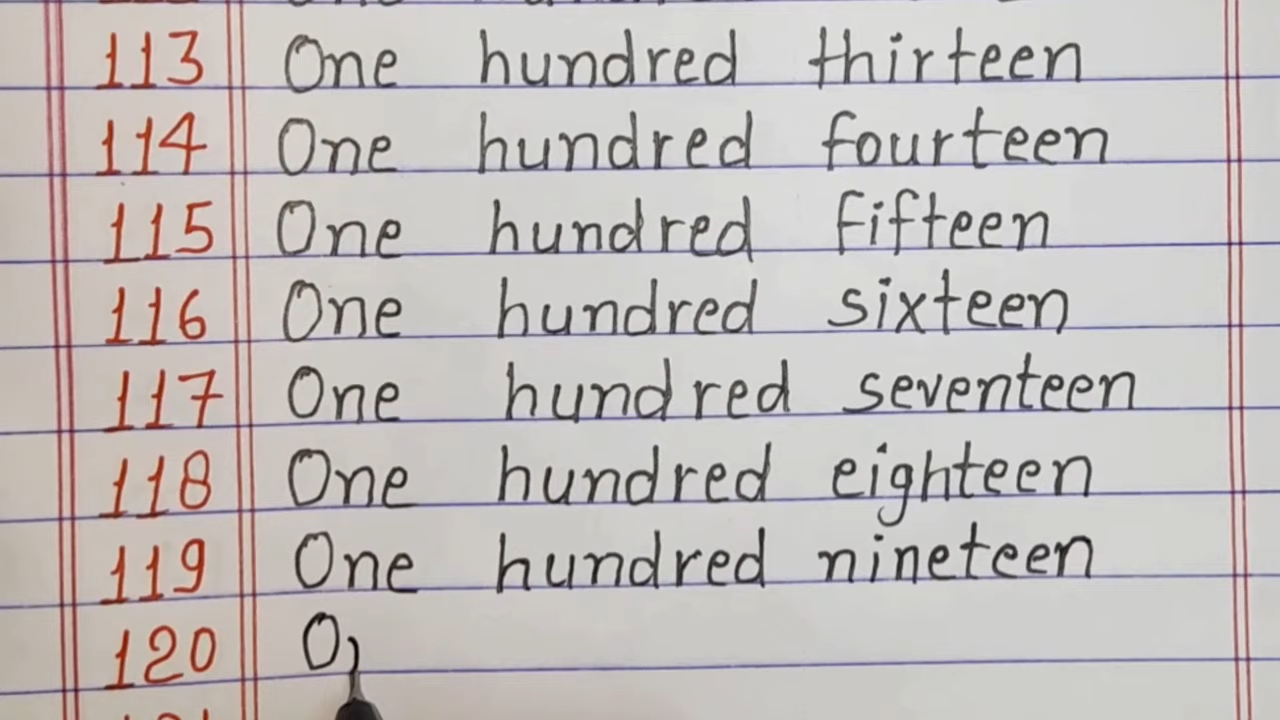 113 One hundred thirteen
114 One hundred fourteen
115 One hundred fifteen
116 One hundred sixteen
117 One hundred seventeen
118 One hundred eighteen
119 One hundred nineteen
120 O